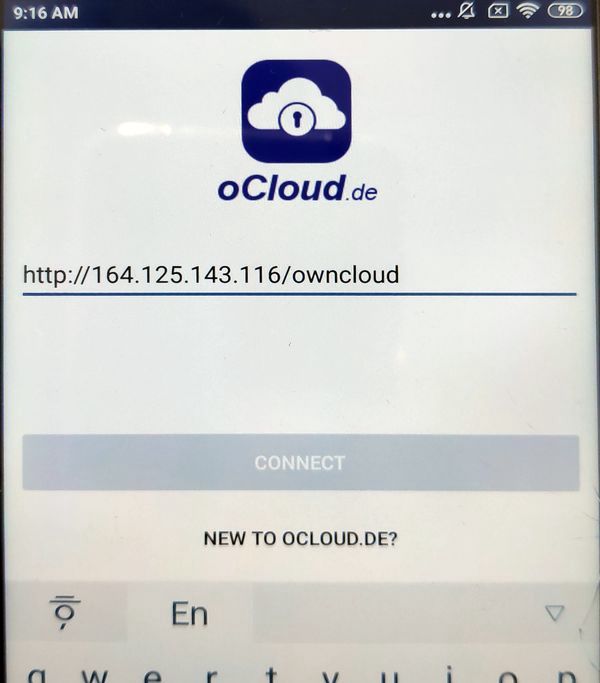 9:16 AM
98
oCloud.de
http://164.125.143.116/owncloud
CONNECT
NEW TO OCLOUD.DE?
En
q w e r t y u i o p